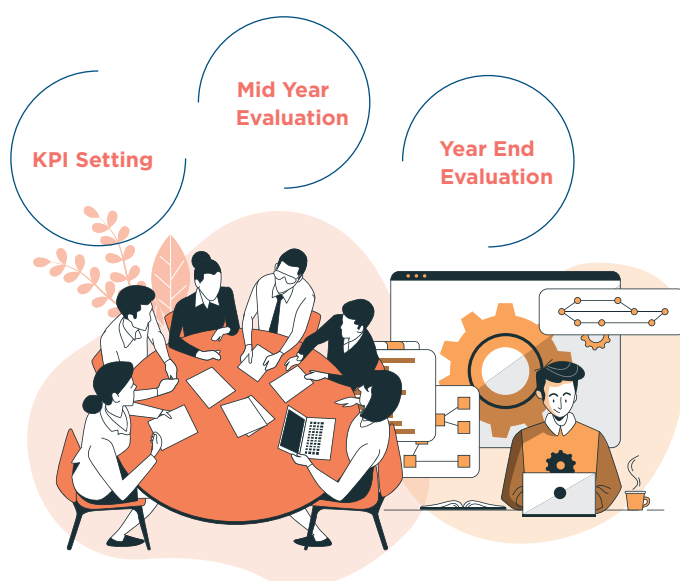 KPI Setting
Mid Year
Evaluation
Year End
Evaluation